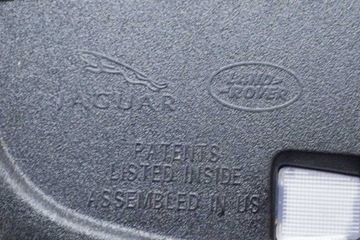 JAGUAR
LAND-
ROVER
PATENTS
LISTED INSIDE
ASSEMBLED IN US